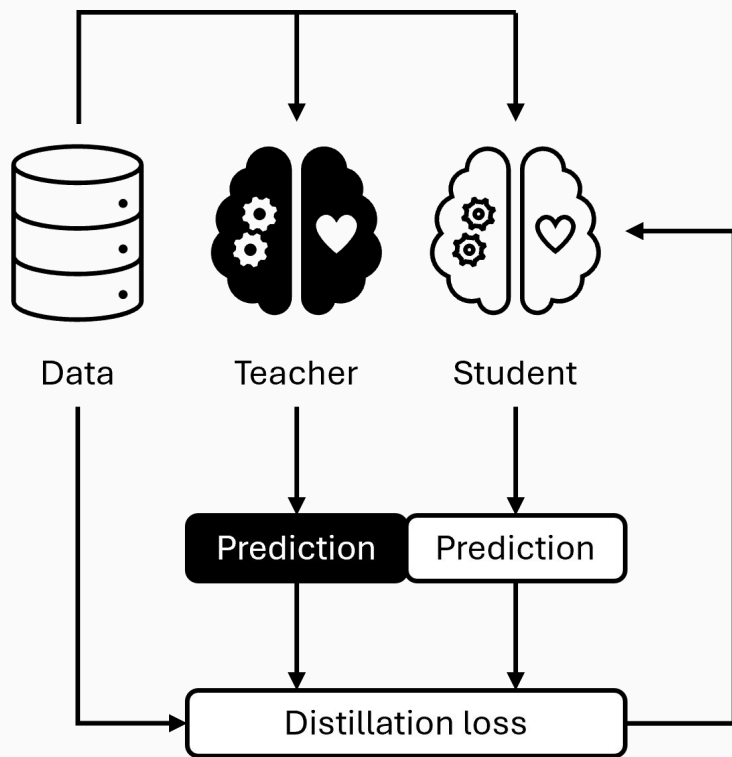 Data
Teacher
Student
Prediction
Prediction
Distillation loss